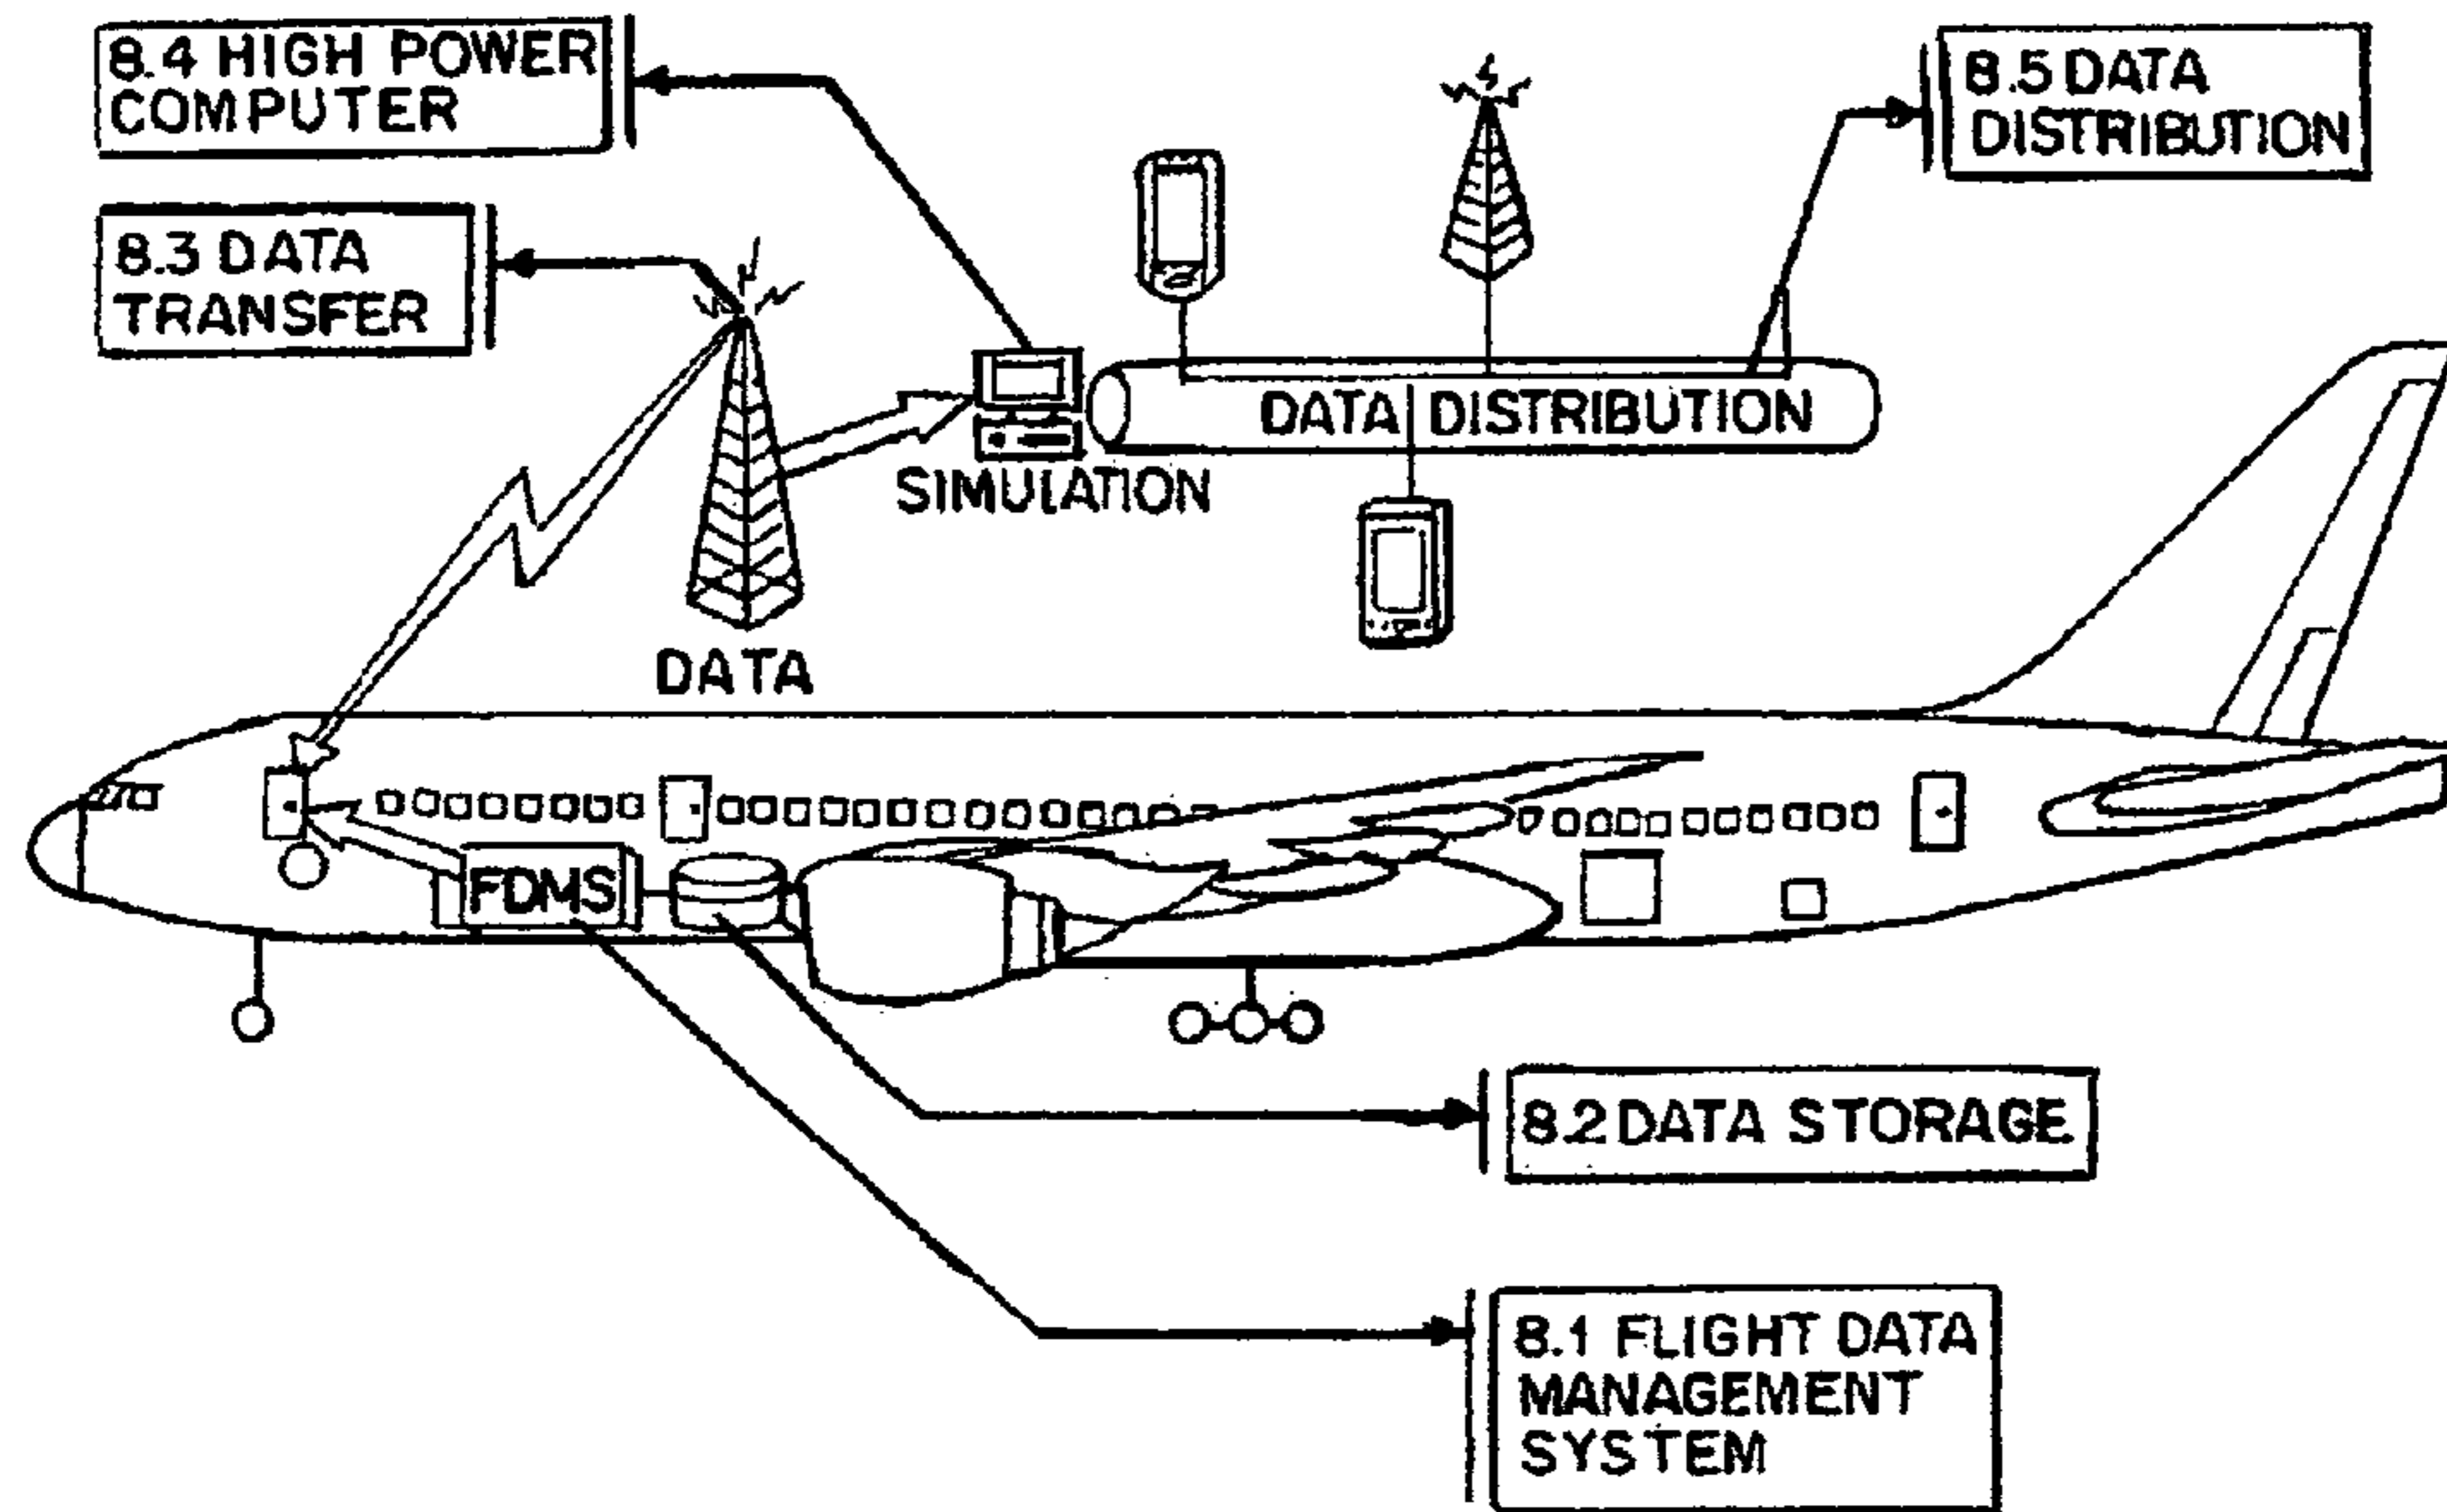 8.4 HIGH POWER
COMPUTER
8.5 DATA
DISTRIBUTION
8.3 DATA
TRANSFER
DATA DISTRIBUTION
SIMULATION
DATA
FDMS
8.2 DATA STORAGE
8.1 FLIGHT DATA
MANAGEMENT
SYSTEM